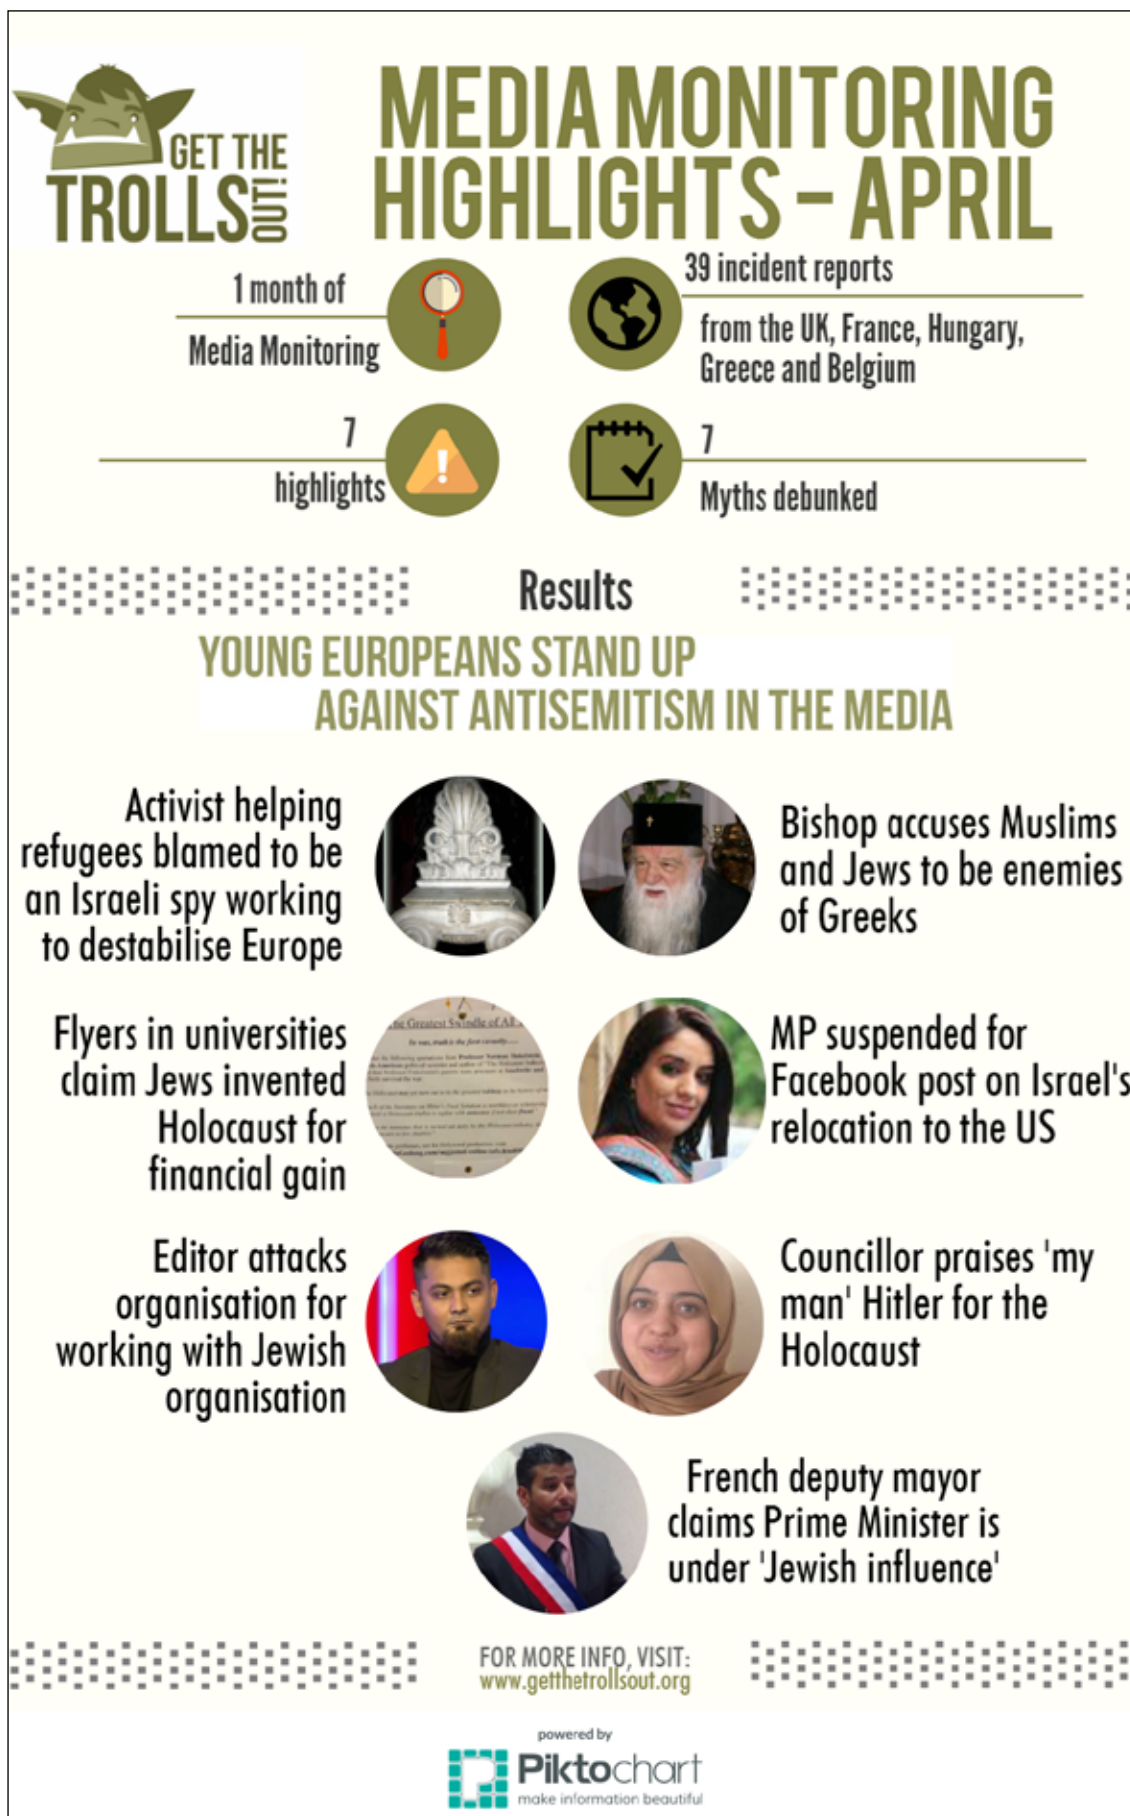 GET THE
TROLLS
OUT!
MEDIA MONITORING
HIGHLIGHTS – APRIL
1 month of
Media Monitoring
39 incident reports
from the UK, France, Hungary,
Greece and Belgium
7
highlights
7
Myths debunked
Results
YOUNG EUROPEANS STAND UP
AGAINST ANTISEMITISM IN THE MEDIA
Activist helping
refugees blamed to be
an Israeli spy working
to destabilise Europe
Bishop accuses Muslims
and Jews to be enemies
of Greeks
Flyers in universities
claim Jews invented
Holocaust for
financial gain
he Greatest Swindle of All
MP suspended for
Facebook post on Israel's
relocation to the US
Editor attacks
organisation for
working with Jewish
organisation
Councillor praises 'my
man' Hitler for the
Holocaust
French deputy mayor
claims Prime Minister is
under 'Jewish influence'
FOR MORE INFO, VISIT:
www.getthetrollsout.org
powered by
Piktochart
make information beautiful